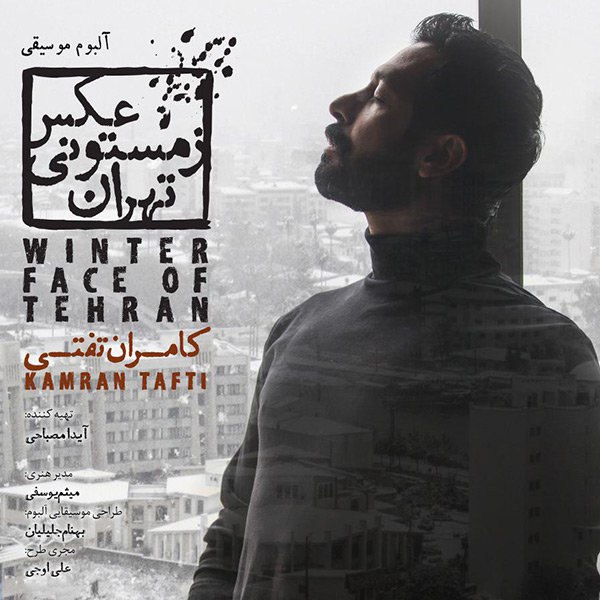 آلبوم موسیقی
عکس
زمستونی
تهران
WINTER
FACE OF
TEHRAN
کامران تفتی
KAMRAN TAFTI
تهیه کننده:
آیدا مصباحی
مدیر هنری:
میثم یوسفی
طراحی موسیقایی آلبوم:
بهنام جلیلیان
مجری طرح:
علی اوجی